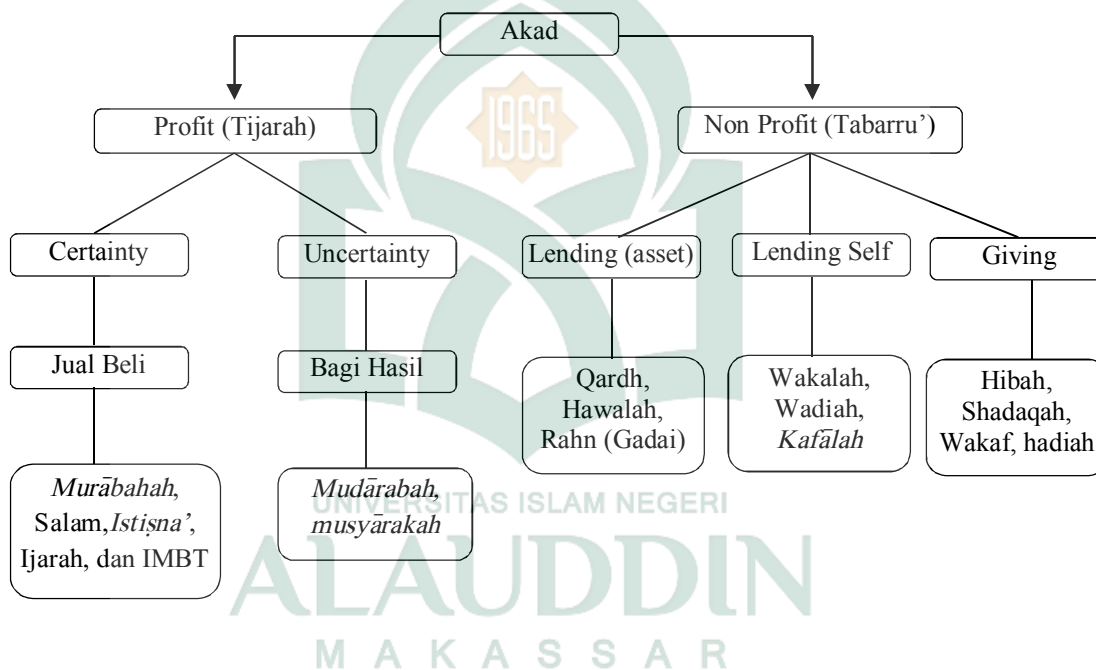 Akad
1965
Profit (Tijarah)
Non Profit (Tabarru’)
Certainty
Uncertainty
Lending (asset)
Lending Self
Giving
Jual Beli
Bagi Hasil
Qardh,
Hawalah,
Rahn (Gadai)
Wakalah,
Wadiah,
Kafālah
Hibah,
Shadaqah,
Wakaf, hadiah
Murābahah,
Salam,Istiṣna’,
Ijarah, dan IMBT
Mudārabah,
musyārakah
UNIVERSITAS ISLAM NEGERI
ALAUDDIN
MAKASSAR